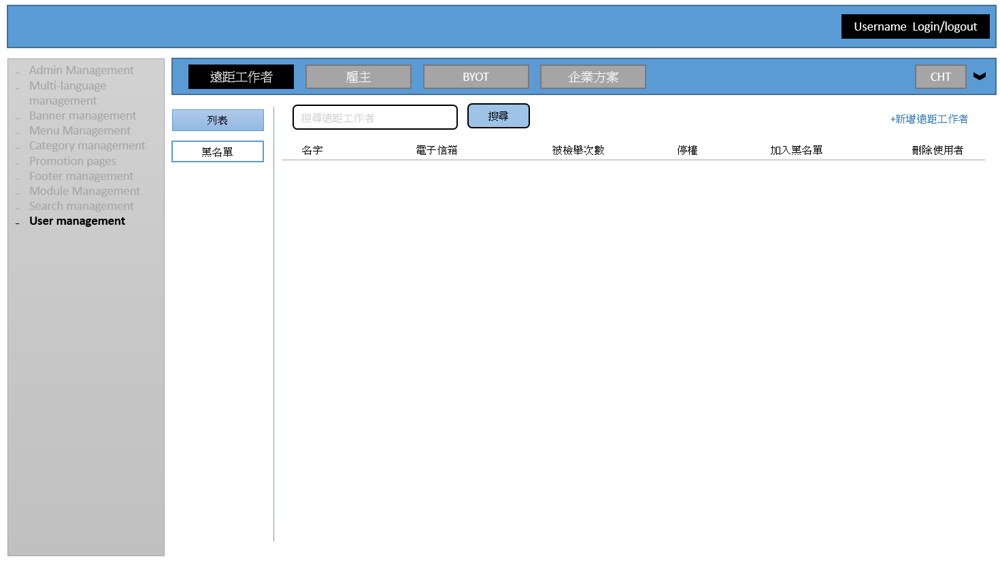 Username Login/logout
Admin Management
Multi-language
management
Banner management
Menu Management
Category management
Promotion pages
Footer management
Module Management
Search management
User management
遠距工作者 雇主 BYOT 企業方案 CHT
列表
黑名單
搜尋遠距工作者 搜尋 +新增遠距工作者
名字 電子信箱 被檢舉次數 停權 加入黑名單 刪除使用者